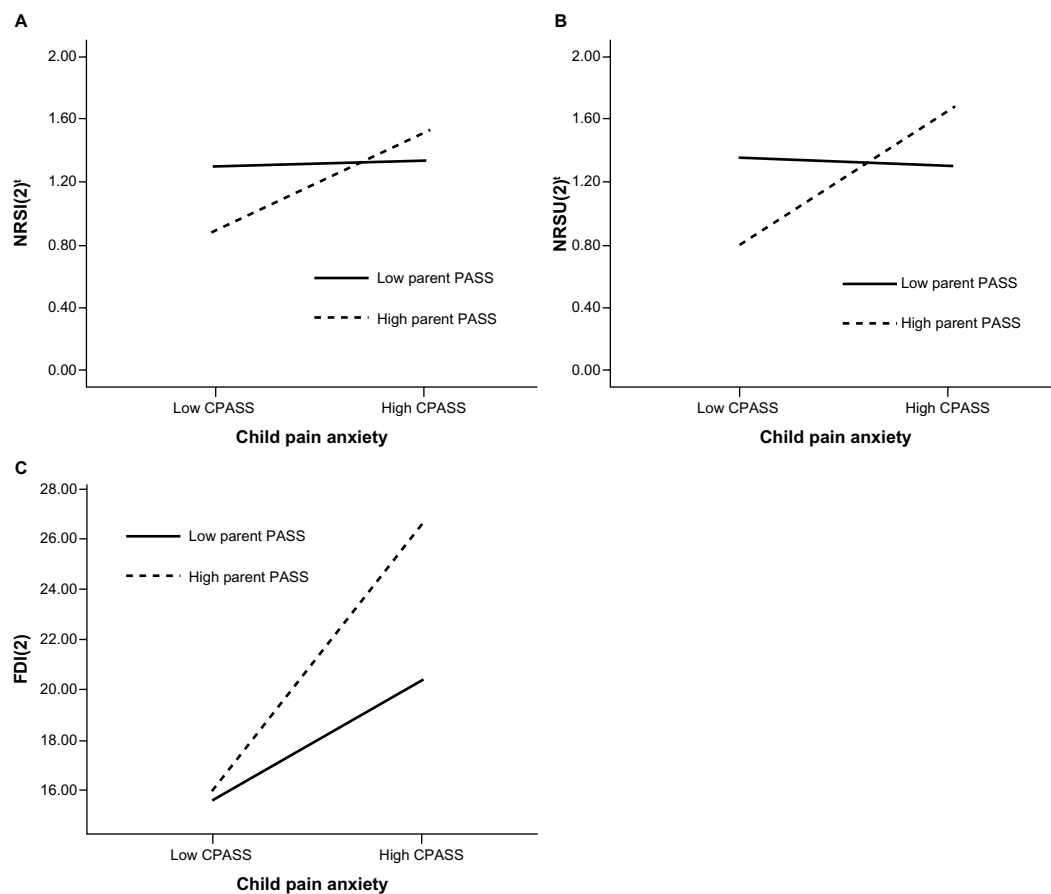 A
2.00
1.60
1.20
0.80
0.40
0.00
NRSI(2)ᵗ
Low parent PASS
High parent PASS
Low CPASS
High CPASS
Child pain anxiety
B
2.00
1.60
1.20
0.80
0.40
0.00
NRSU(2)ᵗ
Low parent PASS
High parent PASS
Low CPASS
High CPASS
Child pain anxiety
C
28.00
26.00
24.00
22.00
20.00
18.00
16.00
FDI(2)
Low parent PASS
High parent PASS
Low CPASS
High CPASS
Child pain anxiety